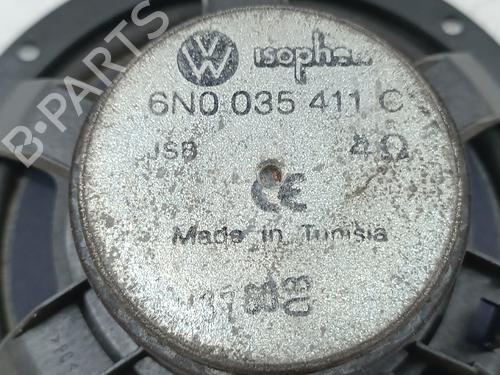 VW isophon
6N0 035 411 C
JSB 4Ω
CE
Made in Tunisia
B-PARTS